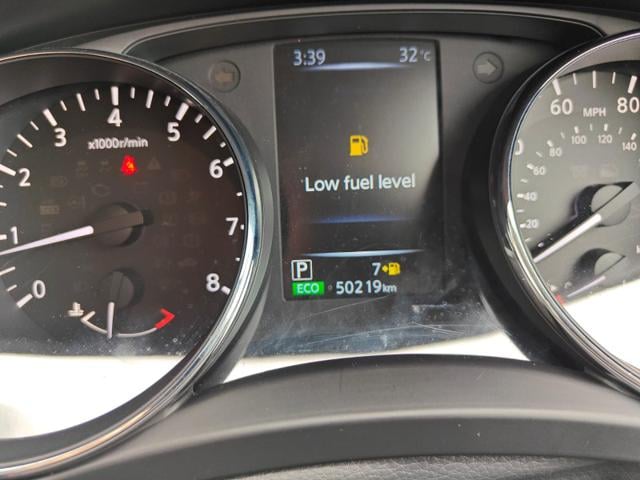 3:39 32°C
Low fuel level
P 7
ECO 50219km
0 1 2 3 4 5 6 7 8
x1000r/min
60 80
MPH
20 40 60 80 100 120 140